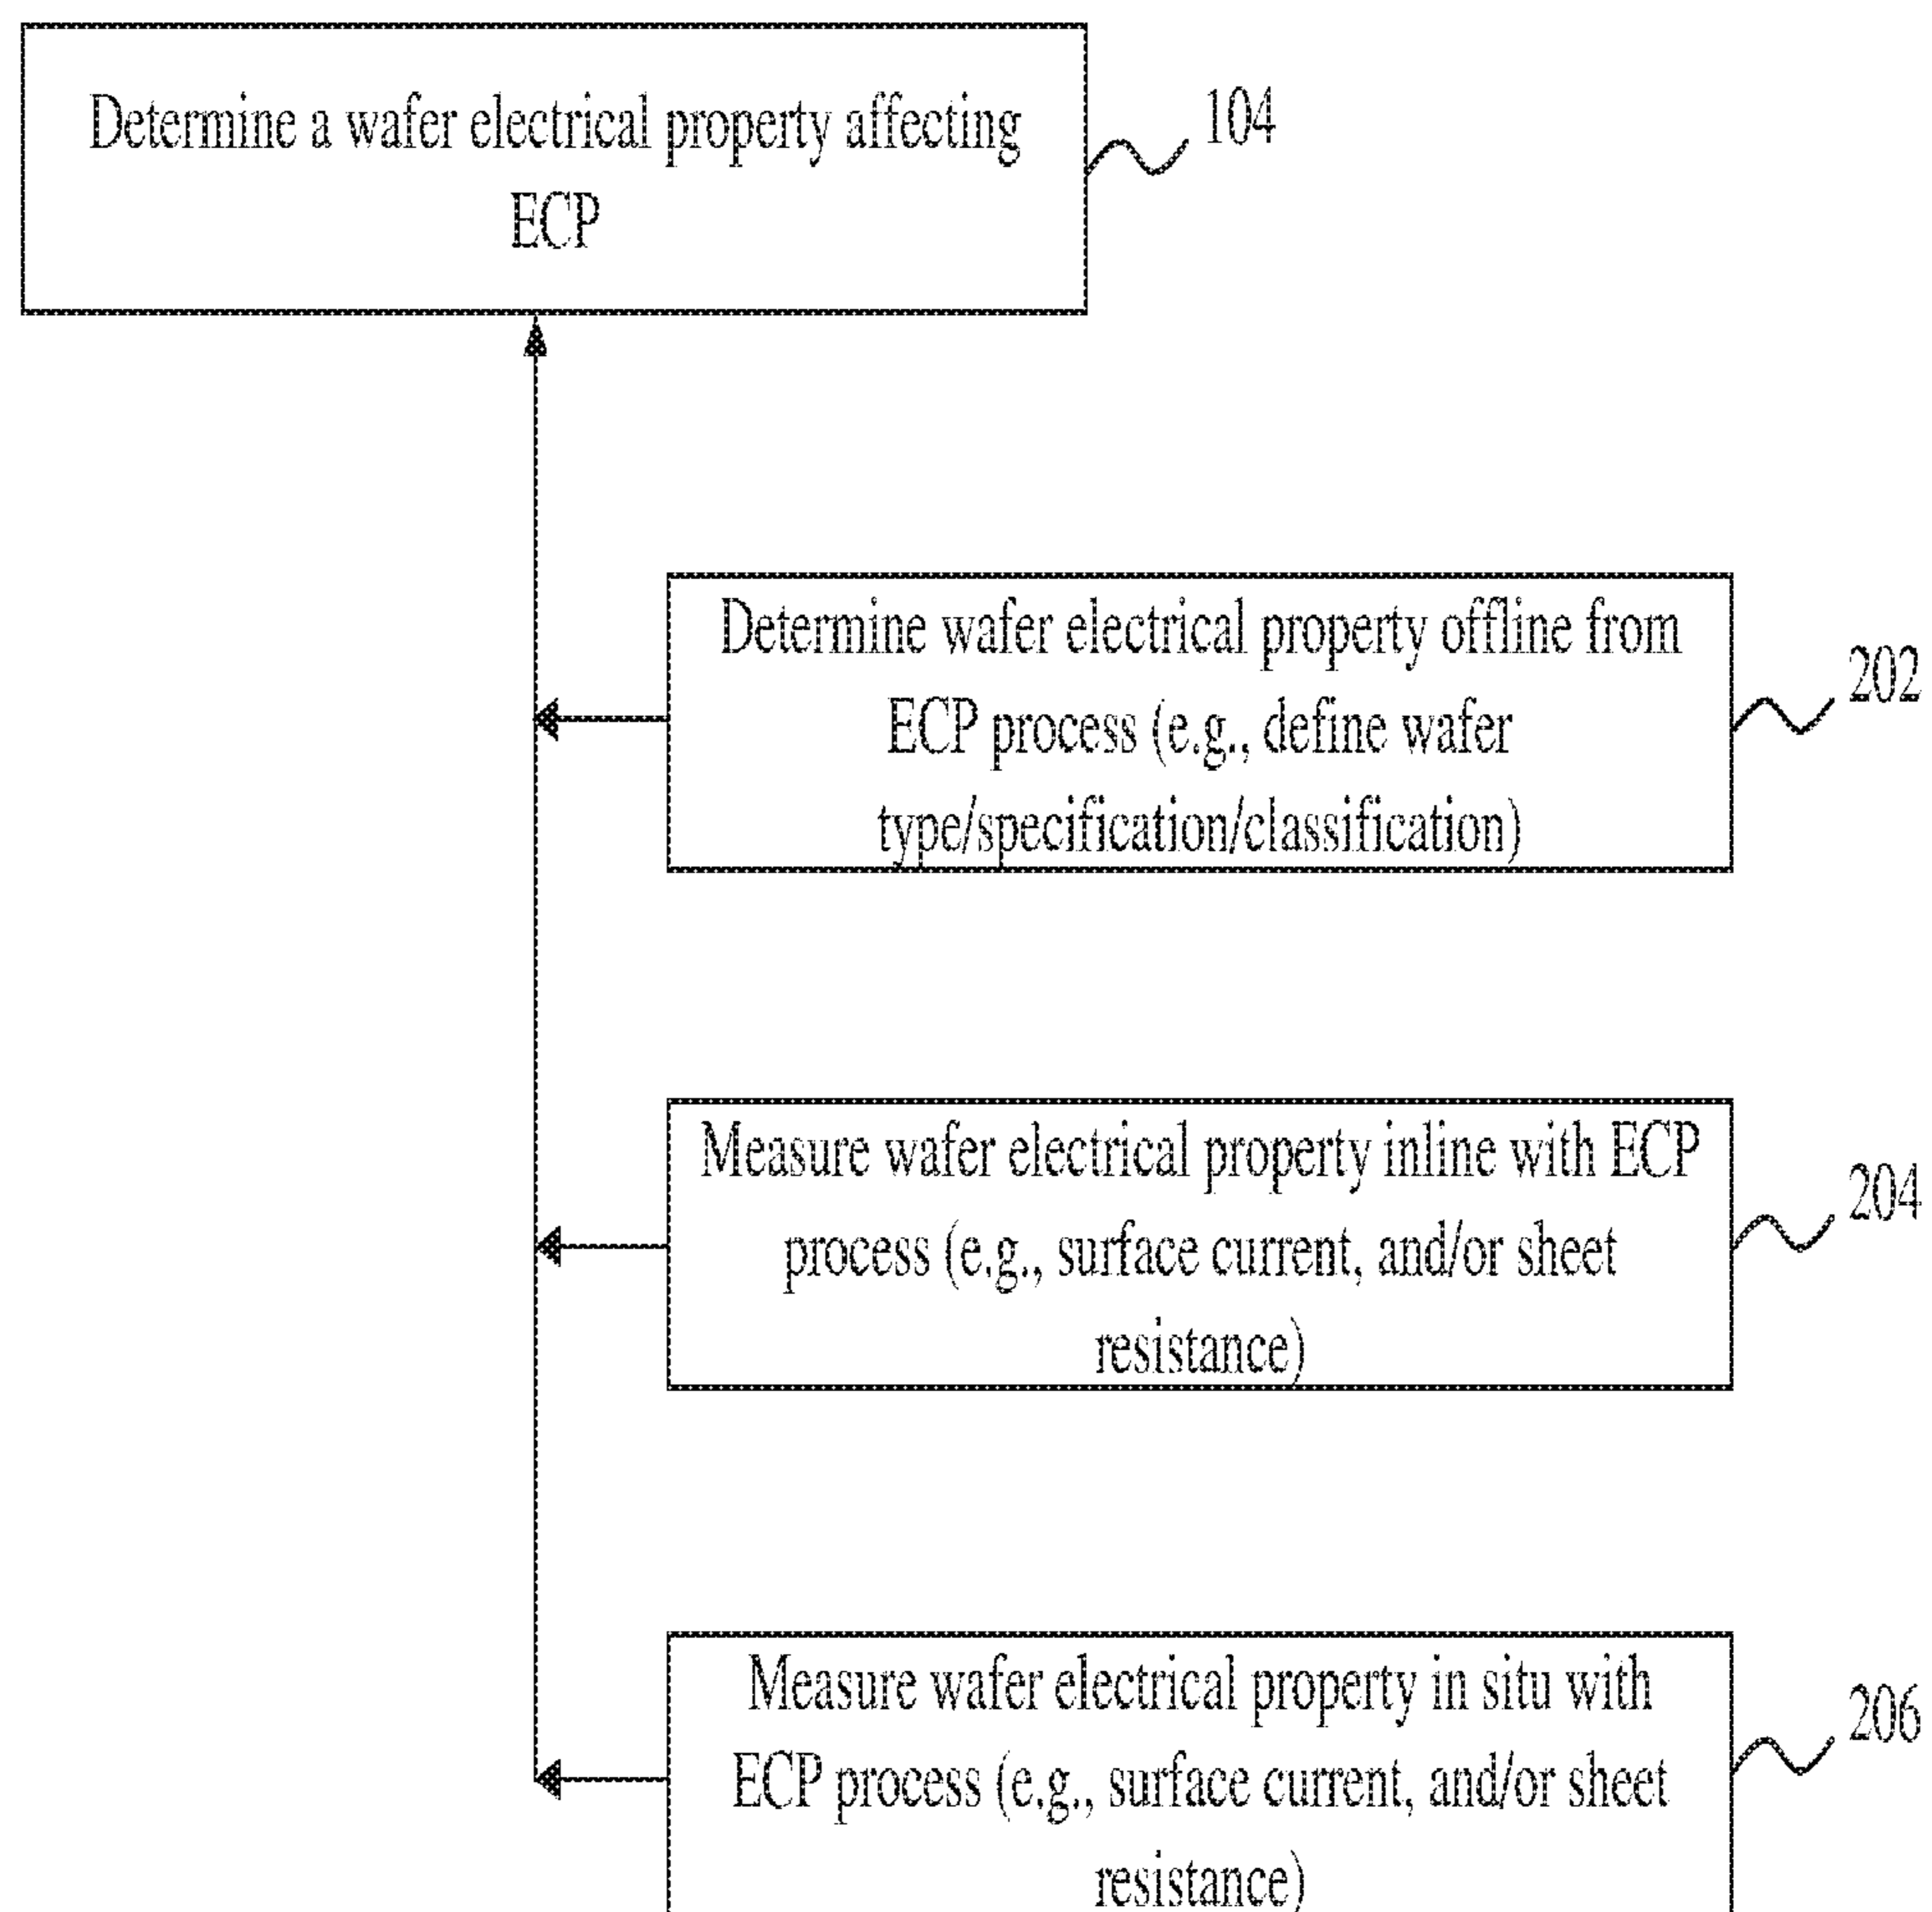 Determine a wafer electrical property affecting
ECP
104
Determine wafer electrical property offline from
ECP process (e.g., define wafer
type/specification/classification)
202
Measure wafer electrical property inline with ECP
process (e.g., surface current, and/or sheet
resistance)
204
Measure wafer electrical property in situ with
ECP process (e.g., surface current, and/or sheet
resistance)
206